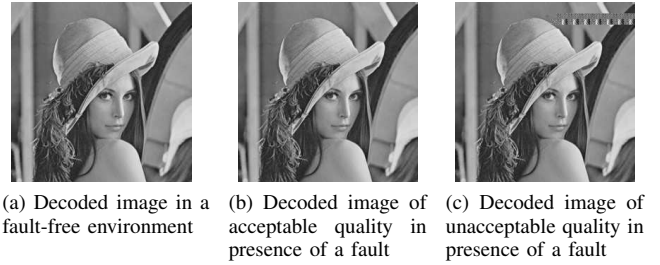 (a) Decoded image in a
fault-free environment
(b) Decoded image of
acceptable quality in
presence of a fault
(c) Decoded image of
unacceptable quality in
presence of a fault